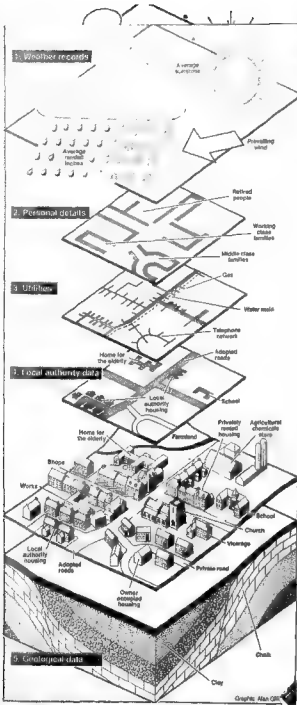 1. Weather records
Average
sunshine
Average
rainfall
inches
Prevailing
wind
Retired
people
2. Personal details
Working
class
families
Middle class
families
3. Utilities
Gas
Water main
Telephone
network
Home for
the elderly
Adopted
roads
4. Local authority data
School
Local
authority
housing
Farmland
Home for
the elderly
Privately
rented
housing
Agricultural
chemicals
store
Shops
Works
School
Church
Vicarage
Local
authority
housing
Adopted
roads
Private road
Owner
occupied
housing
Chalk
5. Geological data
Clay
Graphic Alan